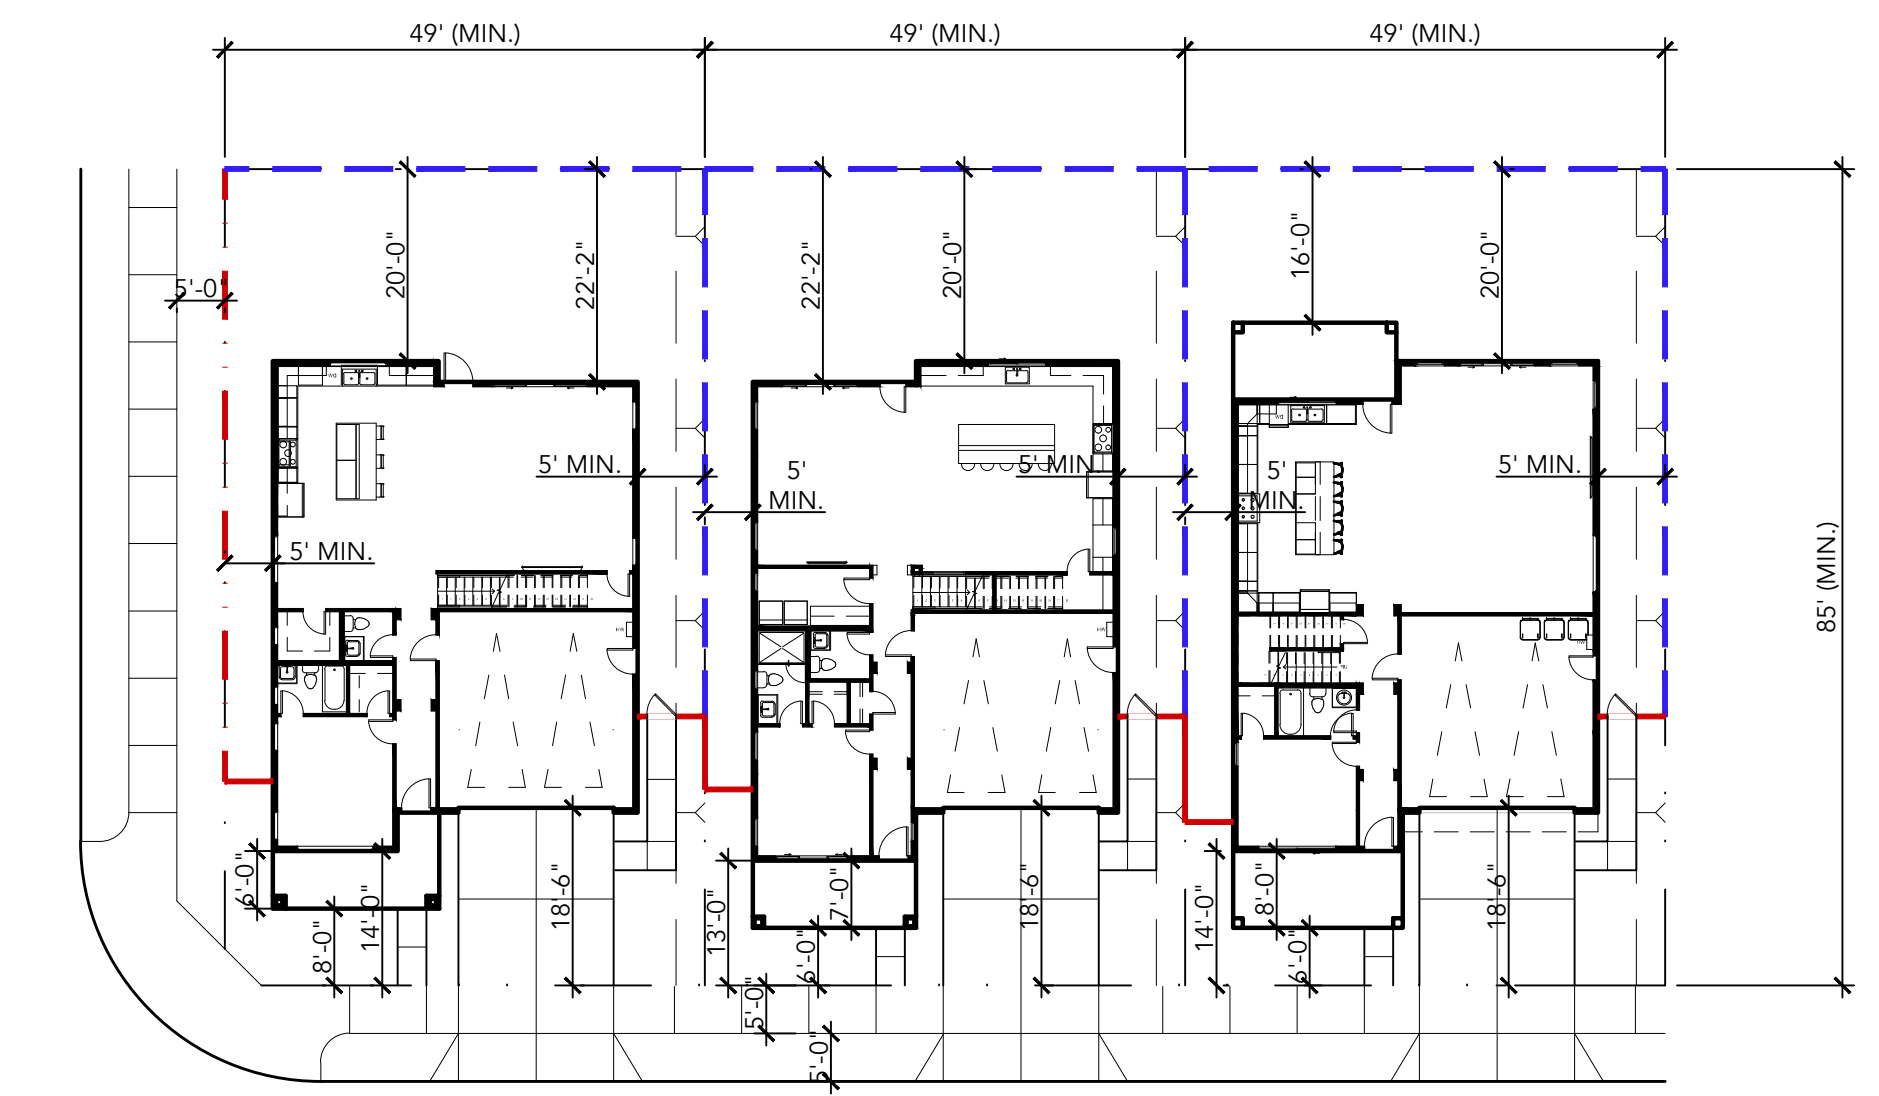 49' (MIN.)
49' (MIN.)
49' (MIN.)
5'-0"
20'-0"
22'-2"
22'-2"
20'-0"
16'-0"
20'-0"
DW
DW
5' MIN.
5'
MIN.
5' MIN.
5'
MIN.
5' MIN.
5' MIN.
85' (MIN.)
6'-0"
8'-0"
14'-0"
18'-6"
13'-0"
7'-0"
6'-0"
18'-6"
14'-0"
8'-0"
6'-0"
18'-6"
5'-0"
5'-0"